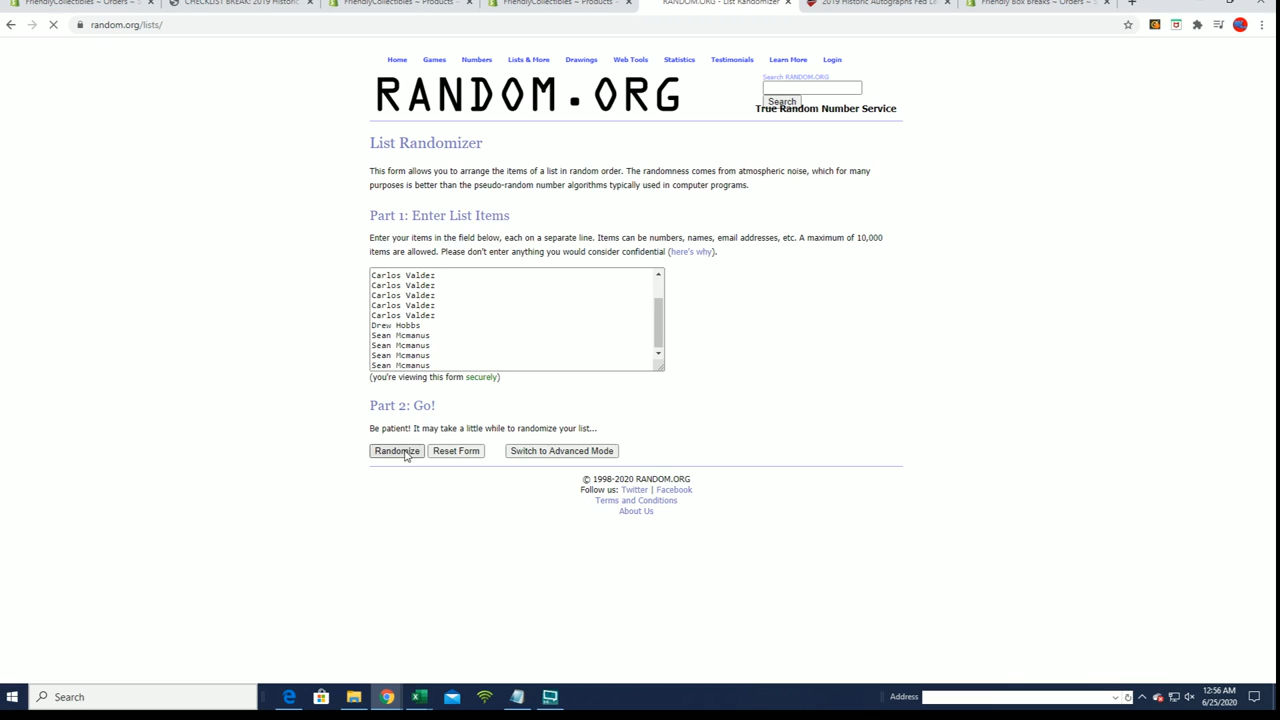 FriendlyCollectibles ~ Orders ~ S
CHECKLIST BREAK: 2019 Historic
FriendlyCollectibles ~ Products ~
FriendlyCollectibles ~ Products ~
RANDOM.ORG - List Randomizer
2019 Historic Autographs Fed Le
Friendly Box Breaks ~ Orders ~ S
random.org/lists/
Home Games Numbers Lists & More Drawings Web Tools Statistics Testimonials Learn More Login
RANDOM.ORG
Search RANDOM.ORG
Search
True Random Number Service
List Randomizer
This form allows you to arrange the items of a list in random order. The randomness comes from atmospheric noise, which for many
purposes is better than the pseudo-random number algorithms typically used in computer programs.
Part 1: Enter List Items
Enter your items in the field below, each on a separate line. Items can be numbers, names, email addresses, etc. A maximum of 10,000
items are allowed. Please don't enter anything you would consider confidential (here's why).
Carlos Valdez
Carlos Valdez
Carlos Valdez
Carlos Valdez
Carlos Valdez
Drew Hobbs
Sean Mcmanus
Sean Mcmanus
Sean Mcmanus
Sean Mcmanus
(you're viewing this form securely)
Part 2: Go!
Be patient! It may take a little while to randomize your list...
Randomize Reset Form Switch to Advanced Mode
© 1998-2020 RANDOM.ORG
Follow us: Twitter | Facebook
Terms and Conditions
About Us
Search
Address
12:56 AM
6/25/2020